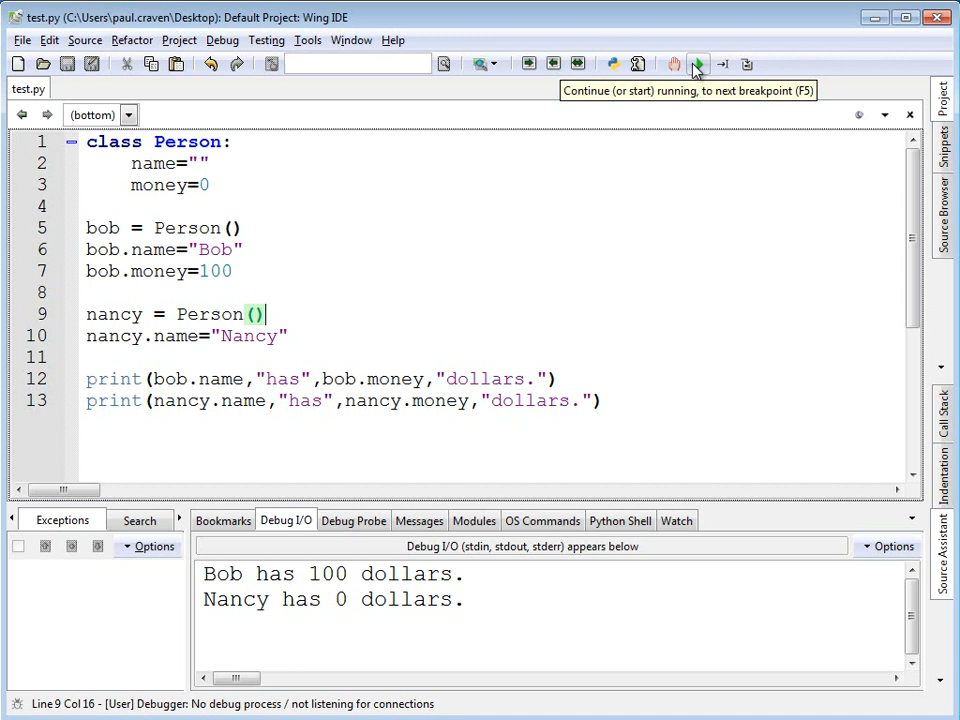 test.py (C:\Users\paul.craven\Desktop): Default Project: Wing IDE
File Edit Source Refactor Project Debug Testing Tools Window Help
Continue (or start) running, to next breakpoint (F5)
test.py
(bottom)
1 class Person:
2 name=""
3 money=0
4
5 bob = Person()
6 bob.name="Bob"
7 bob.money=100
8
9 nancy = Person()
10 nancy.name="Nancy"
11
12 print(bob.name,"has",bob.money,"dollars.")
13 print(nancy.name,"has",nancy.money,"dollars.")
Project
Snippets
Source Browser
Call Stack
Indentation
Source Assistant
Exceptions Search
Options
Bookmarks Debug I/O Debug Probe Messages Modules OS Commands Python Shell Watch
Debug I/O (stdin, stdout, stderr) appears below
Options
Bob has 100 dollars.
Nancy has 0 dollars.
Line 9 Col 16 - [User] Debugger: No debug process / not listening for connections